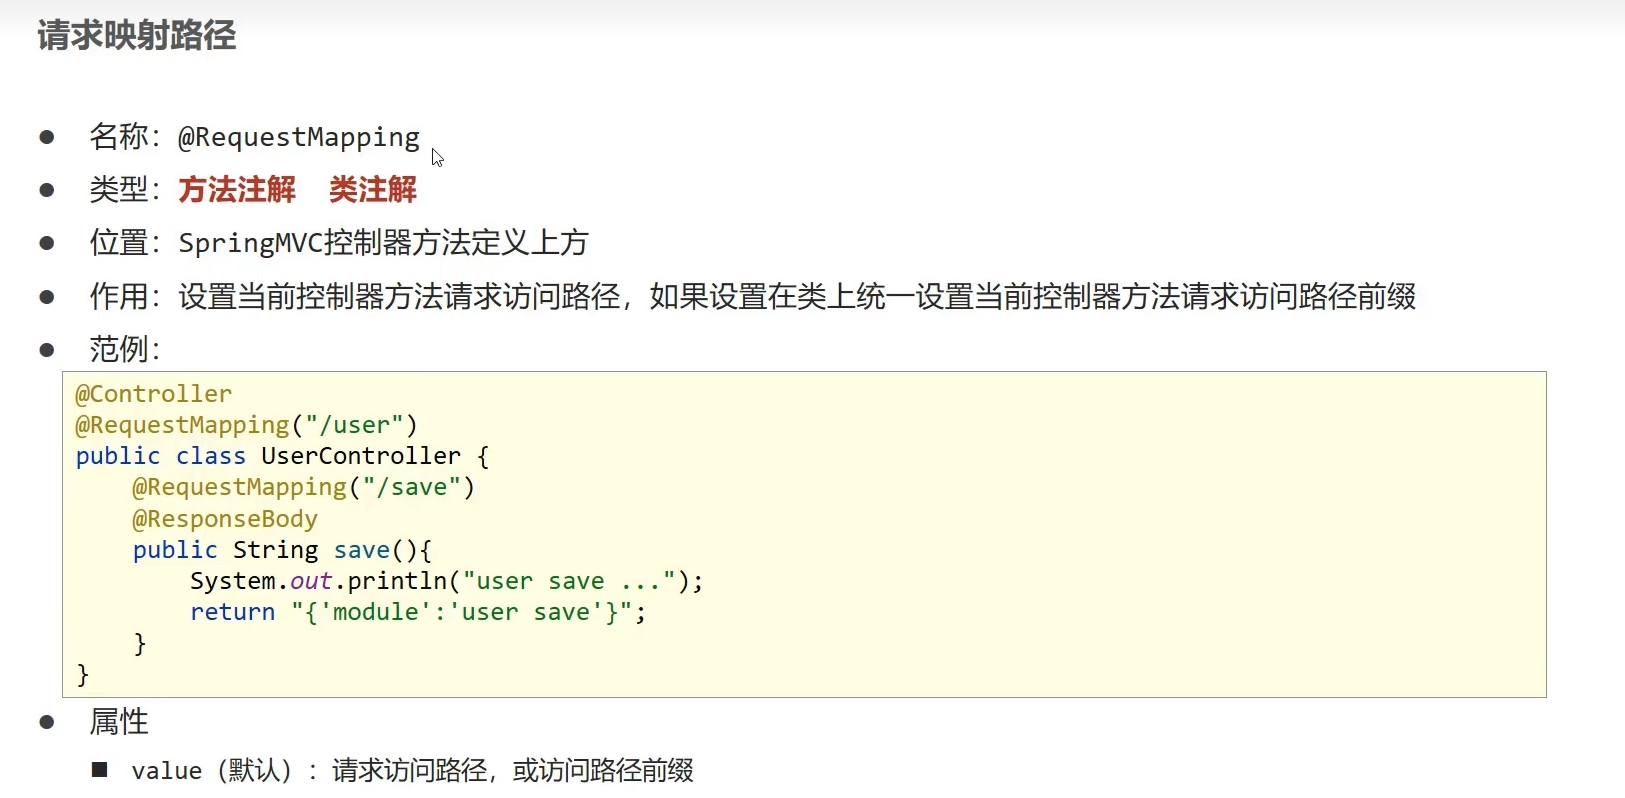 请求映射路径
● 名称：@RequestMapping
● 类型：方法注解 类注解
● 位置：SpringMVC控制器方法定义上方
● 作用：设置当前控制器方法请求访问路径，如果设置在类上统一设置当前控制器方法请求访问路径前缀
● 范例：
@Controller
@RequestMapping("/user")
public class UserController {
    @RequestMapping("/save")
    @ResponseBody
    public String save(){
        System.out.println("user save ...");
        return "{'module':'user save'}";
    }
}
● 属性
■ value（默认）：请求访问路径，或访问路径前缀